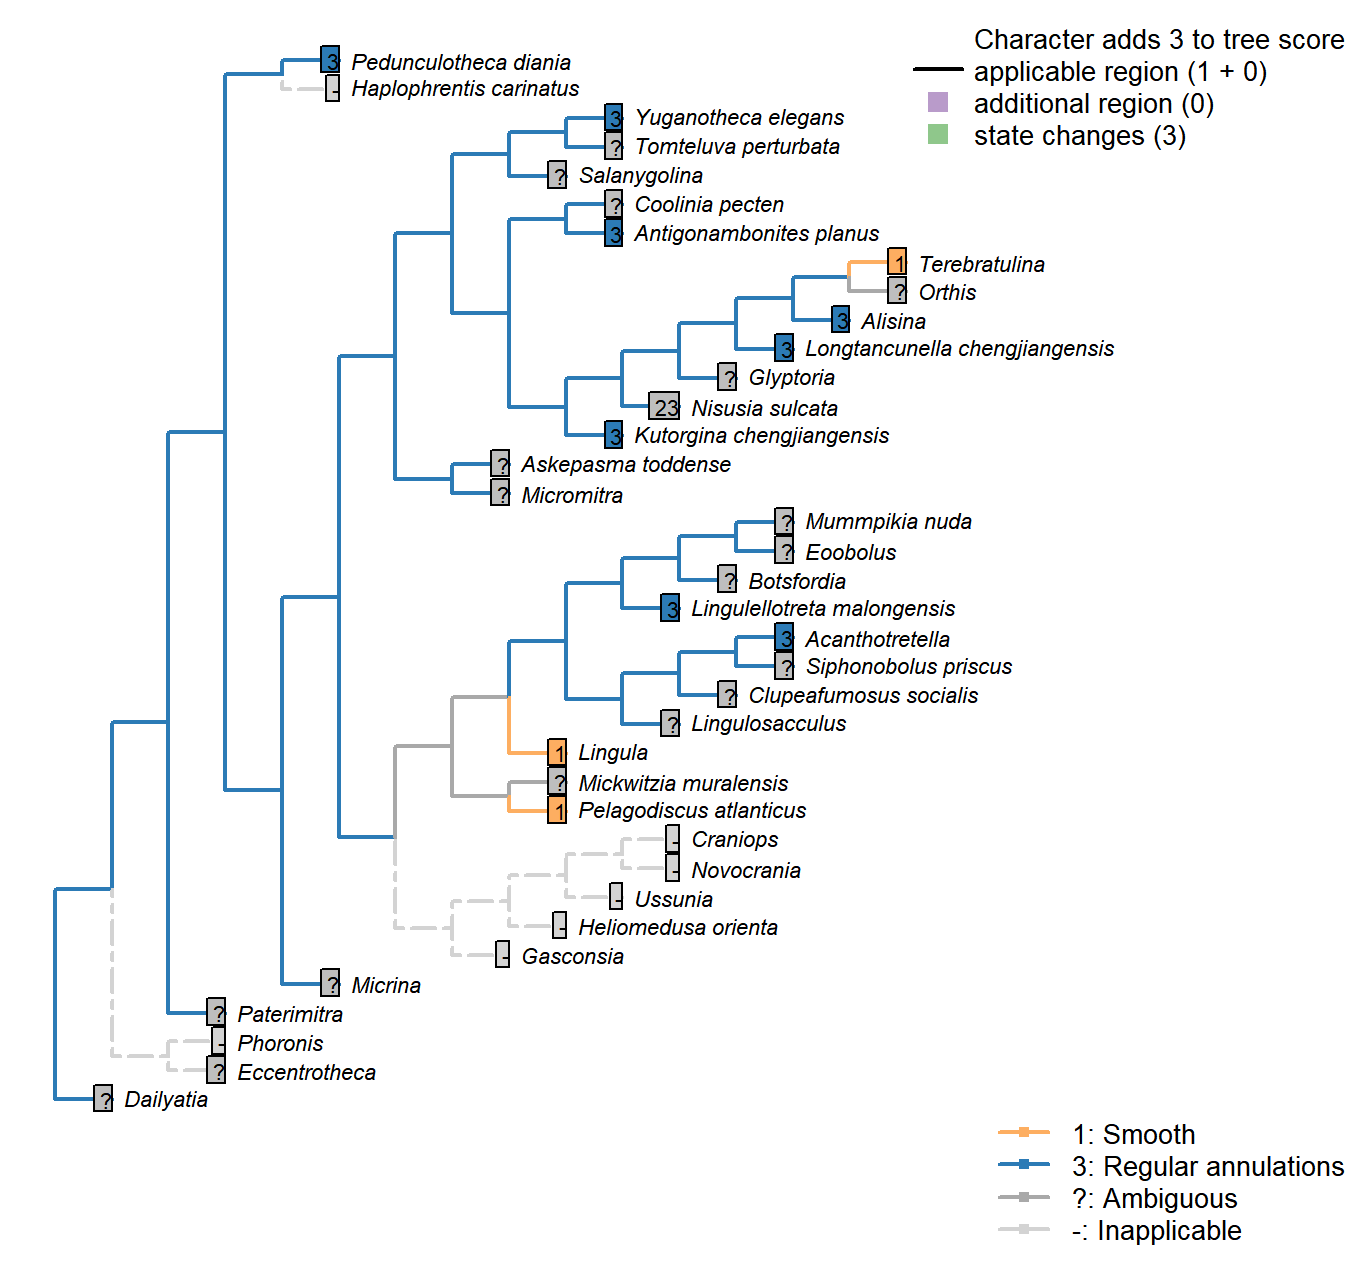 Character adds 3 to tree score
applicable region (1 + 0)
additional region (0)
state changes (3)
3 Pedunculotheca diania
- Haplophrentis carinatus
3 Yuganotheca elegans
? Tomteluva perturbata
? Salanygolina
? Coolinia pecten
3 Antigonambonites planus
1 Terebratulina
? Orthis
3 Alisina
3 Longtancunella chengjiangensis
? Glyptoria
23 Nisusia sulcata
3 Kutorgina chengjiangensis
? Askepasma toddense
? Micromitra
? Mummpikia nuda
? Eoobolus
? Botsfordia
3 Lingulellotreta malongensis
3 Acanthotretella
? Siphonobolus priscus
? Clupeafumosus socialis
? Lingulosacculus
1 Lingula
? Mickwitzia muralensis
1 Pelagodiscus atlanticus
- Craniops
- Novocrania
- Ussunia
- Heliomedusa orienta
- Gasconsia
? Micrina
? Paterimitra
- Phoronis
? Eccentrotheca
? Dailyatia
1: Smooth
3: Regular annulations
?: Ambiguous
-: Inapplicable